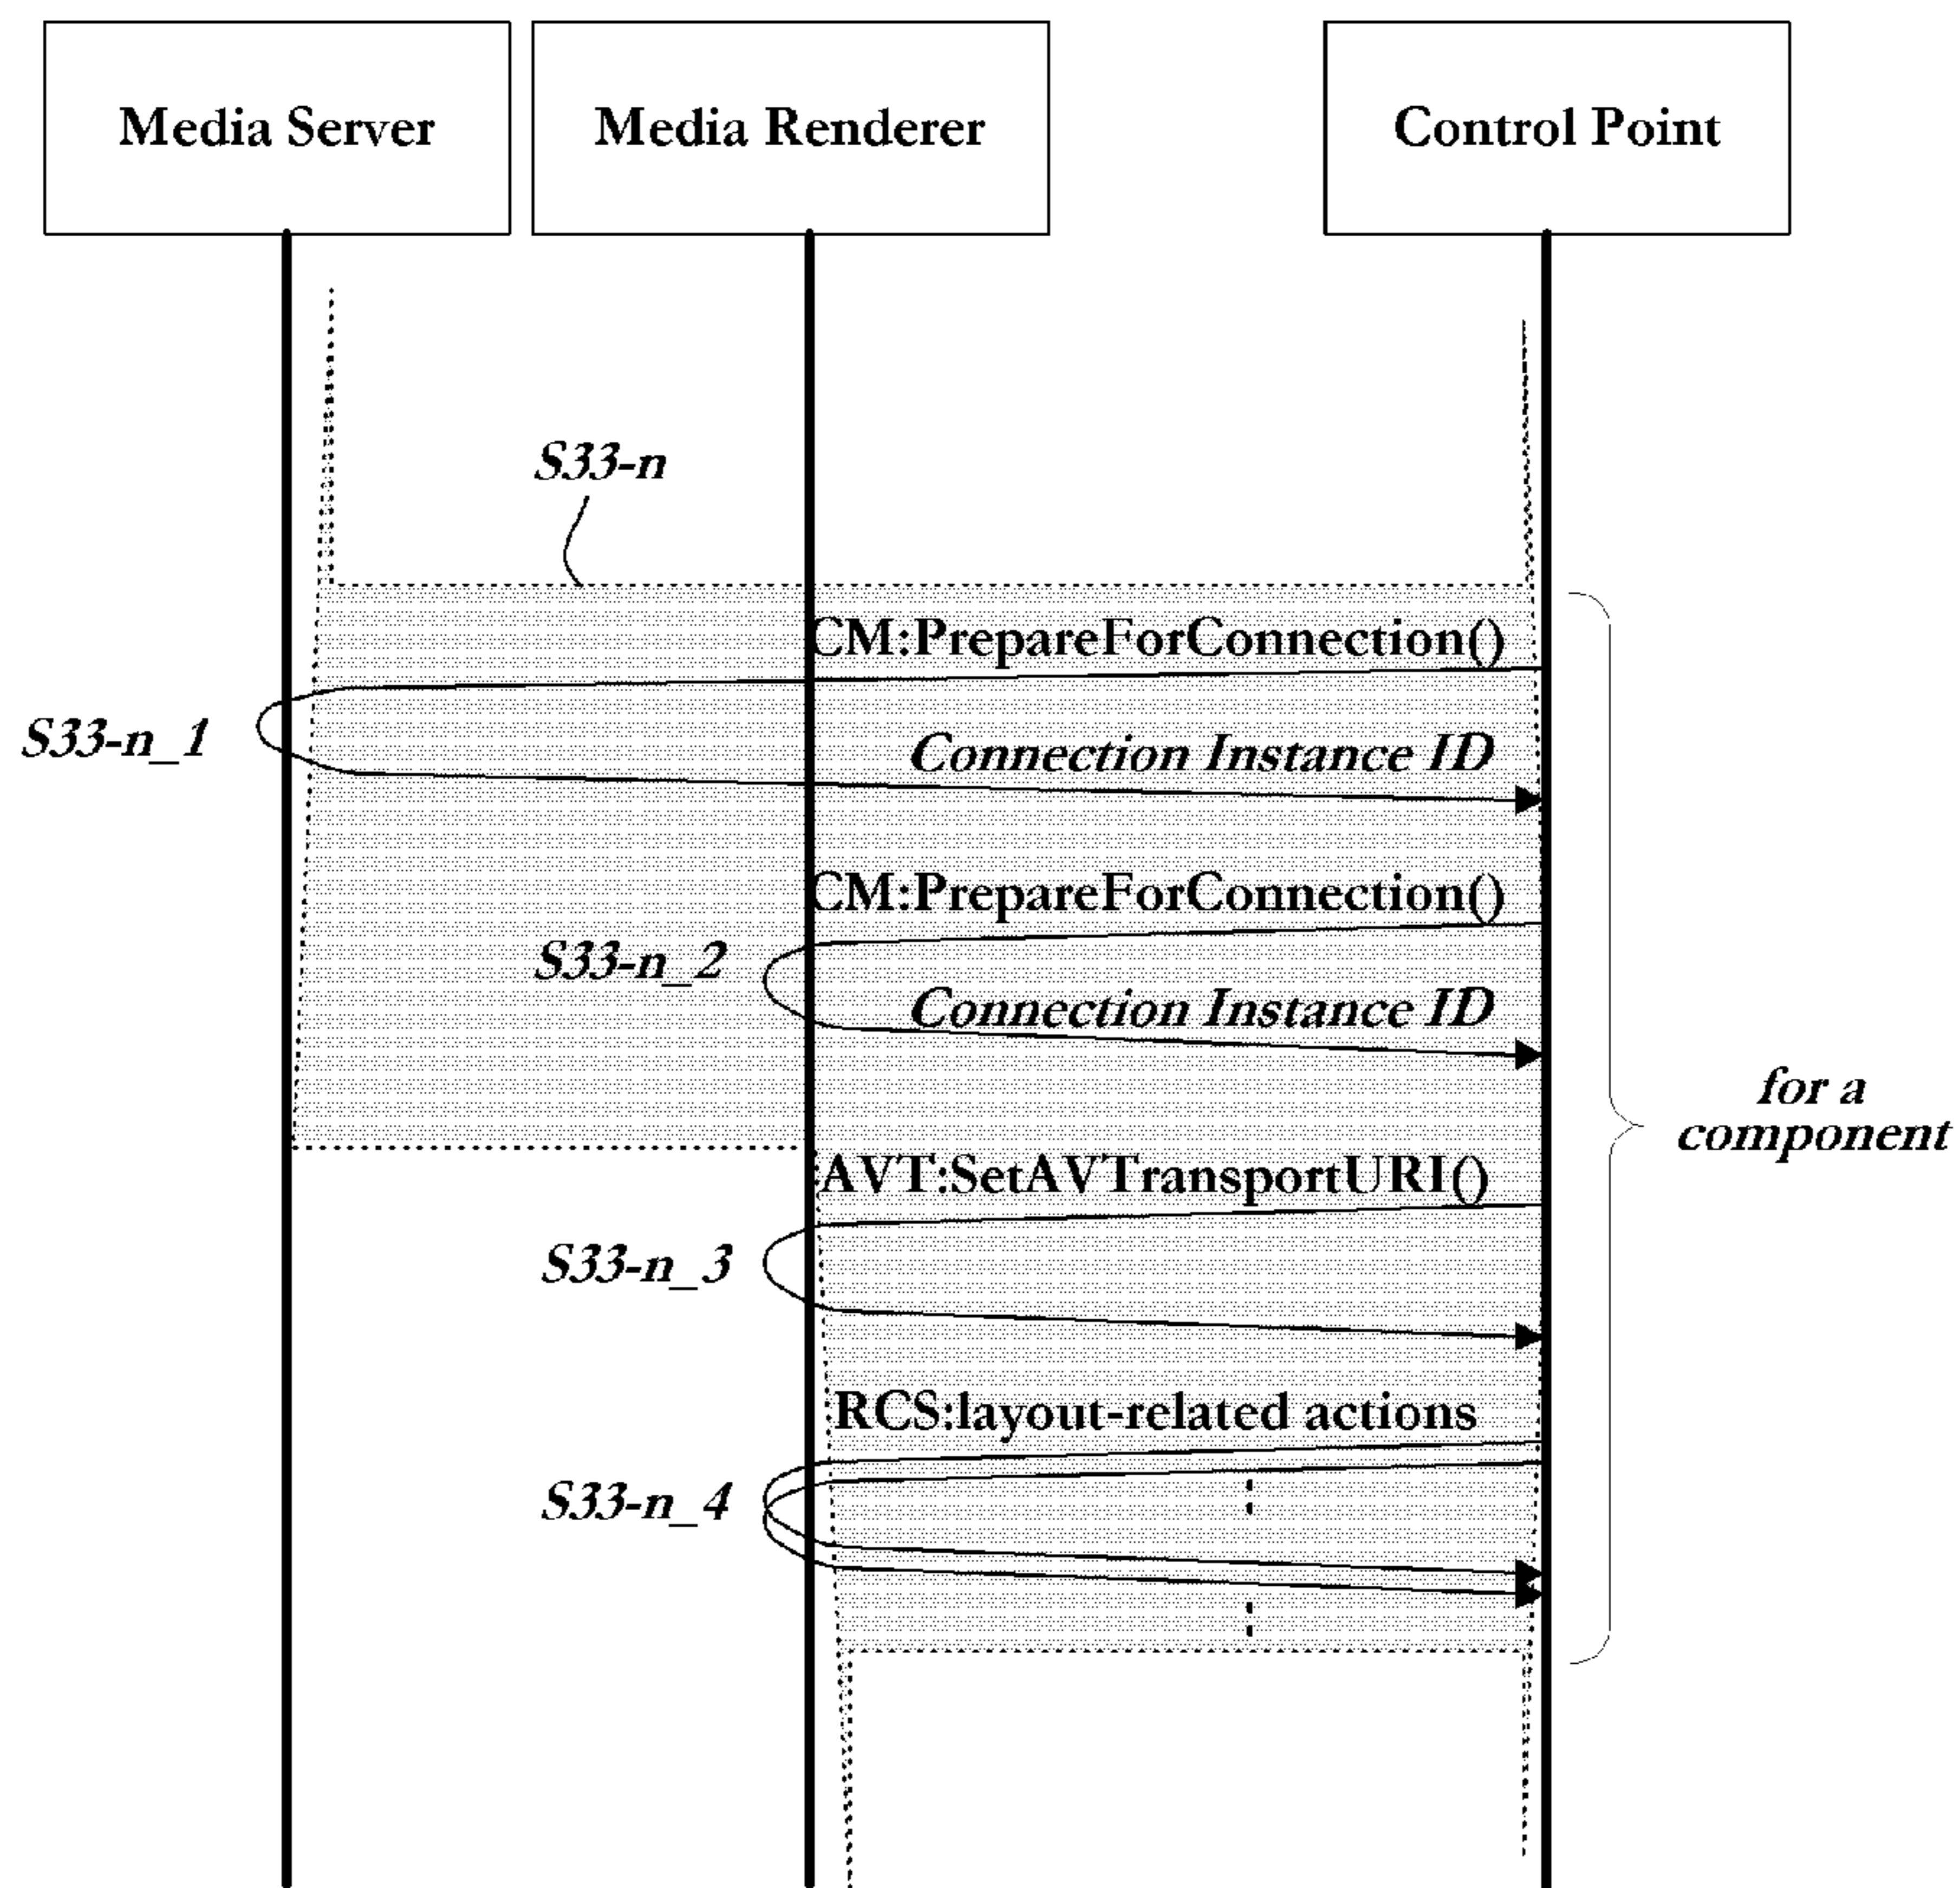 Media Server
Media Renderer
Control Point
S33-n
CM:PrepareForConnection()
S33-n_1
Connection Instance ID
CM:PrepareForConnection()
S33-n_2
Connection Instance ID
for a
component
AVT:SetAVTransportURI()
S33-n_3
RCS:layout-related actions
S33-n_4